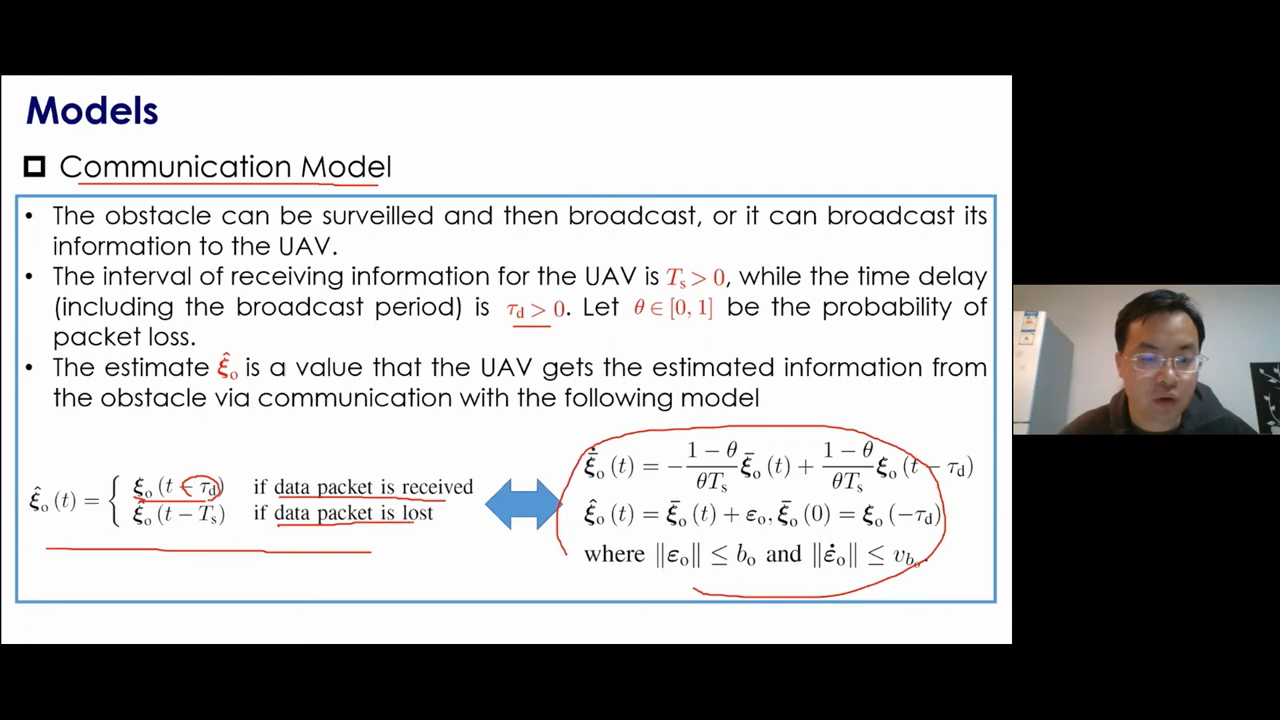 Models
Communication Model
• The obstacle can be surveilled and then broadcast, or it can broadcast its
information to the UAV.
• The interval of receiving information for the UAV is Tₛ > 0, while the time delay
(including the broadcast period) is τ_d > 0. Let θ ∈ [0, 1] be the probability of
packet loss.
• The estimate ξ̂ₒ is a value that the UAV gets the estimated information from
the obstacle via communication with the following model
ξ̂ₒ (t) = { ξₒ (t − τ_d) if data packet is received
ξ̂ₒ (t − Tₛ) if data packet is lost
ξ̄̇ₒ (t) = − (1 − θ)/(θTₛ) ξ̄ₒ (t) + (1 − θ)/(θTₛ) ξₒ (t − τ_d)
ξ̂ₒ (t) = ξ̄ₒ (t) + εₒ, ξ̄ₒ (0) = ξₒ (−τ_d)
where ‖εₒ‖ ≤ bₒ and ‖ε̇ₒ‖ ≤ v_{bₒ}.